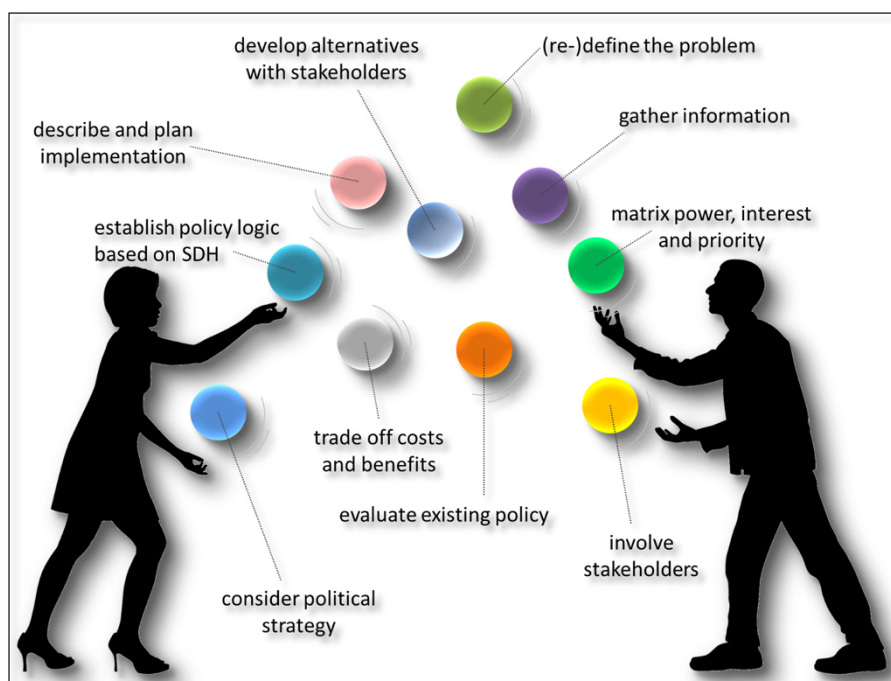 develop alternatives
with stakeholders
(re-)define the problem
gather information
describe and plan
implementation
matrix power, interest
and priority
establish policy logic
based on SDH
trade off costs
and benefits
evaluate existing policy
involve
stakeholders
consider political
strategy